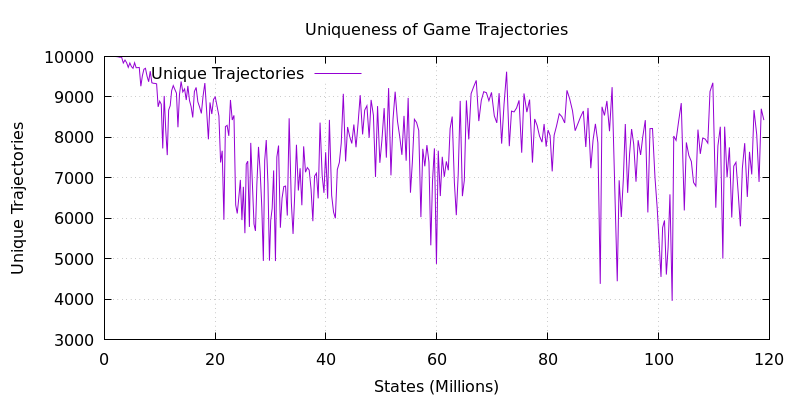 Uniqueness of Game Trajectories
Unique Trajectories
10000
9000
8000
7000
6000
5000
4000
3000
Unique Trajectories
0 20 40 60 80 100 120
States (Millions)